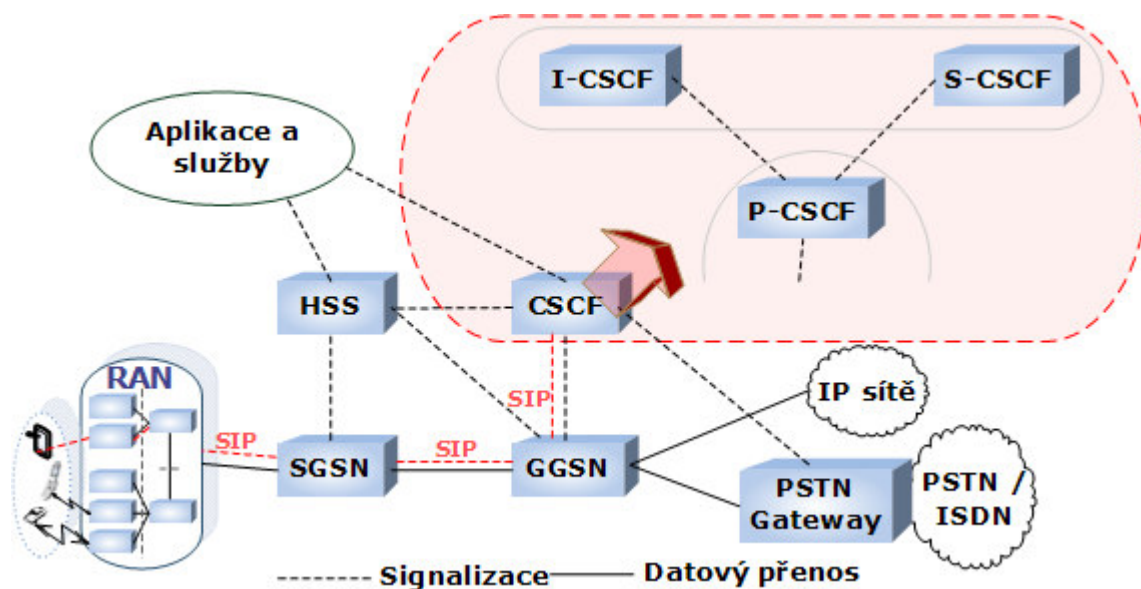 I-CSCF
S-CSCF
Aplikace a
služby
P-CSCF
HSS
CSCF
RAN
SIP
IP sítě
SIP
SIP
SGSN
GGSN
PSTN
Gateway
PSTN /
ISDN
Signalizace
Datový přenos